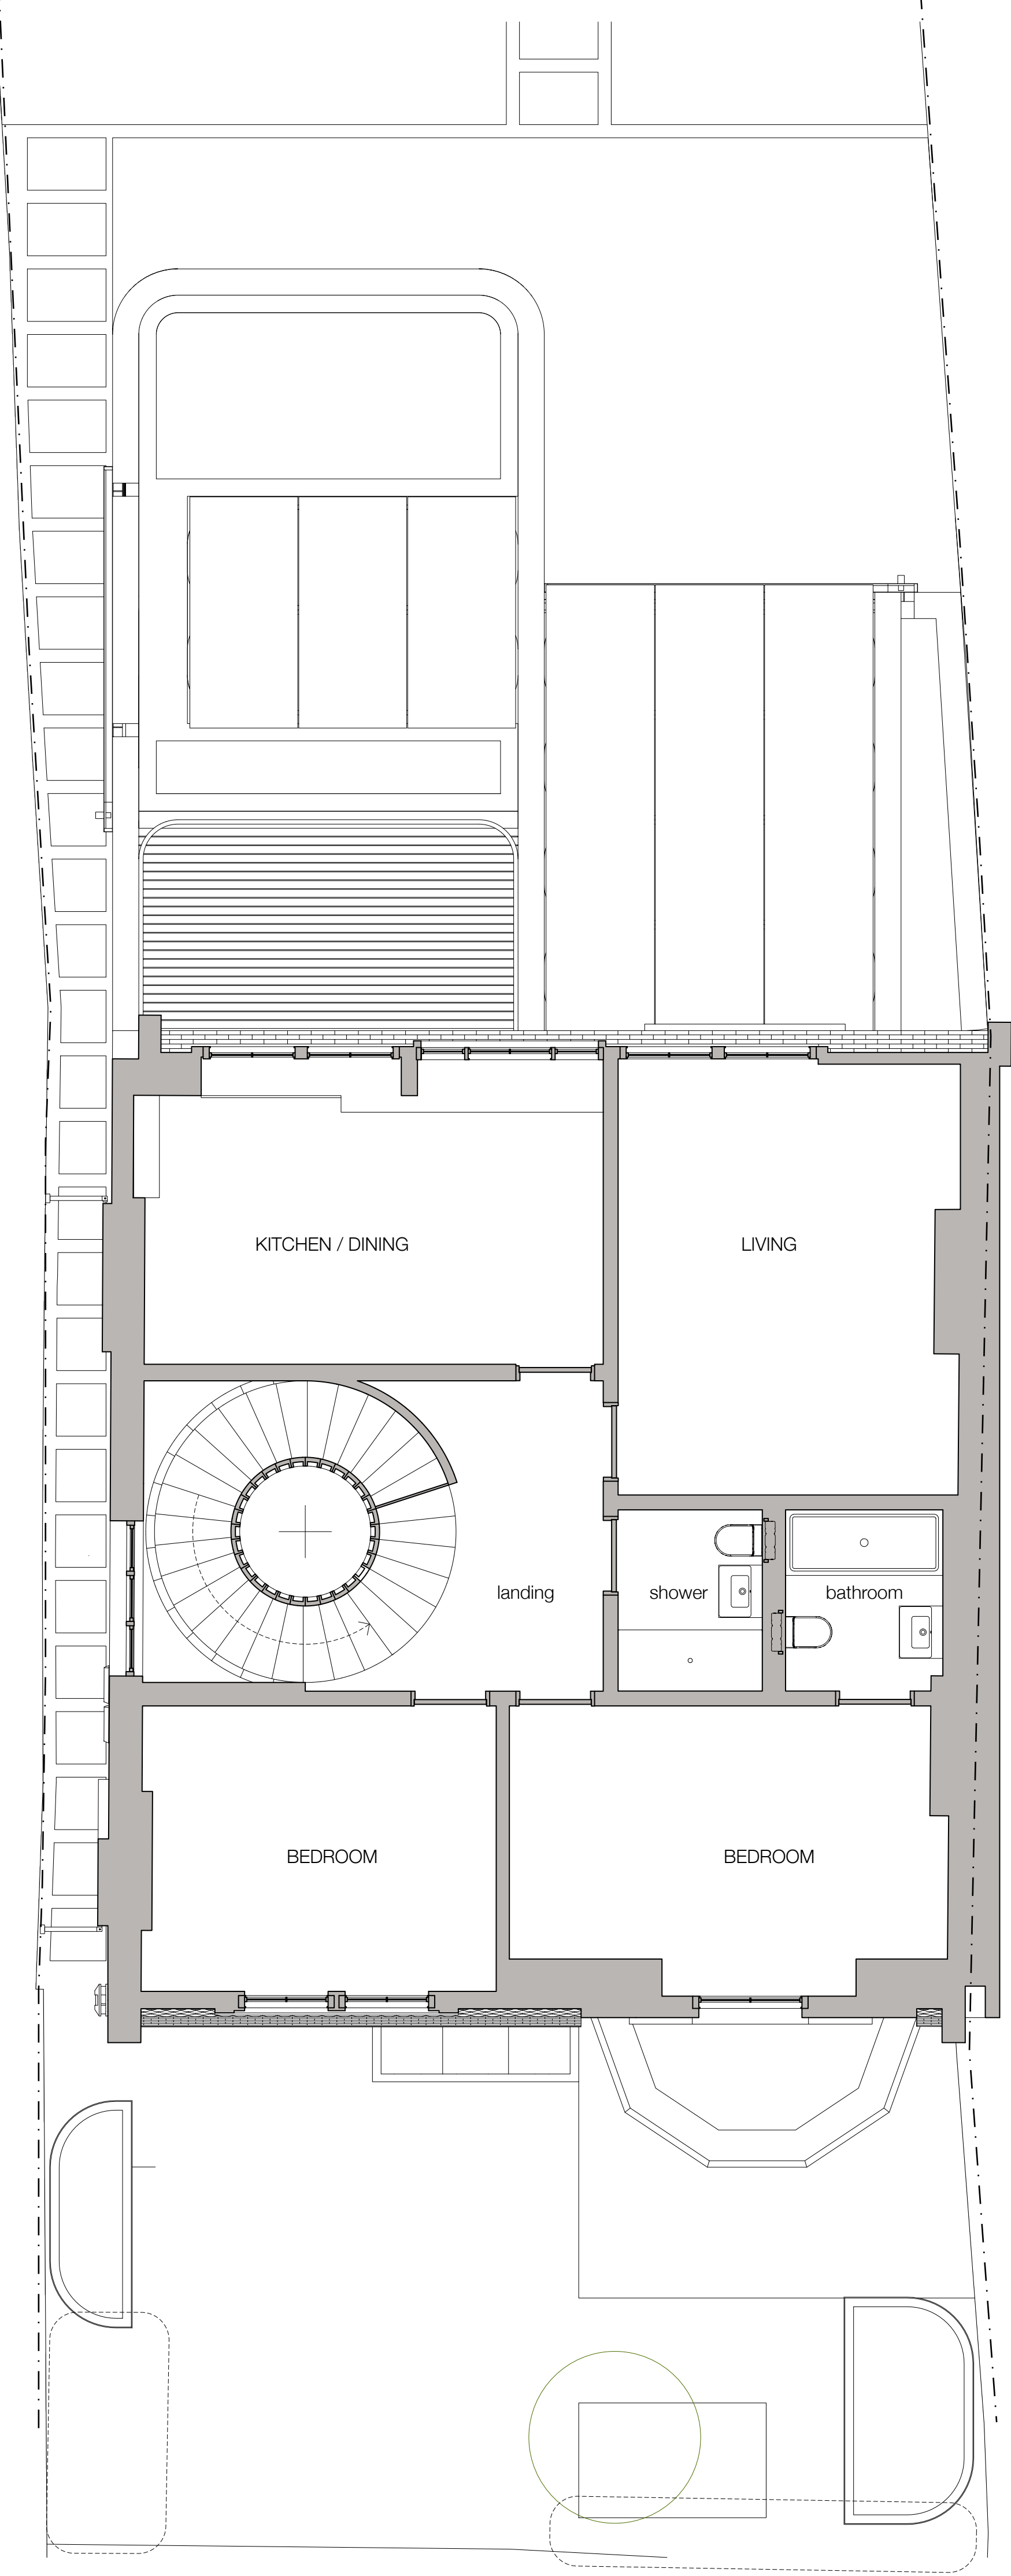 KITCHEN / DINING
LIVING
landing
shower
bathroom
BEDROOM
BEDROOM